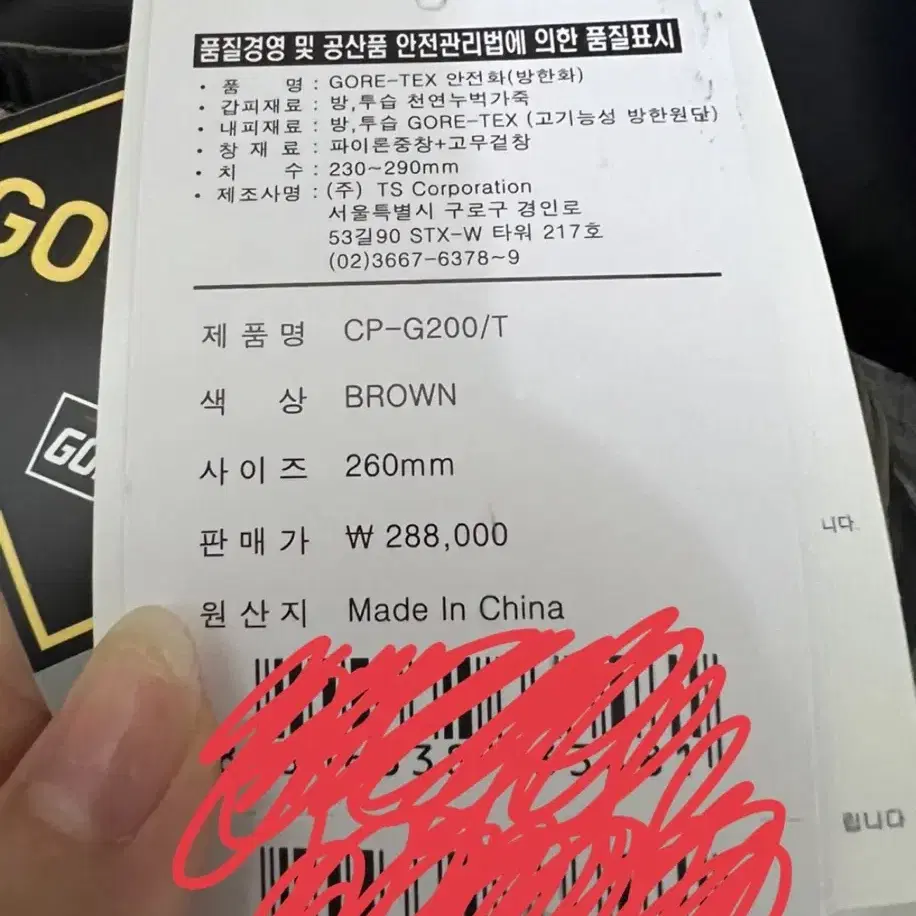 품질경영 및 공산품 안전관리법에 의한 품질표시
• 품 명 : GORE-TEX 안전화(방한화)
• 갑피재료 : 방,투습 천연누벅가죽
• 내피재료 : 방,투습 GORE-TEX (고기능성 방한원단)
• 창 재 료 : 파이론중창+고무겉창
• 치 수 : 230~290mm
• 제조사명 : (주) TS Corporation
서울특별시 구로구 경인로
53길90 STX-W 타워 217호
(02)3667-6378~9
제 품 명 CP-G200/T
색 상 BROWN
사 이 즈 260mm
판 매 가 ₩ 288,000
원 산 지 Made In China
GO
GO
니다.
립니다